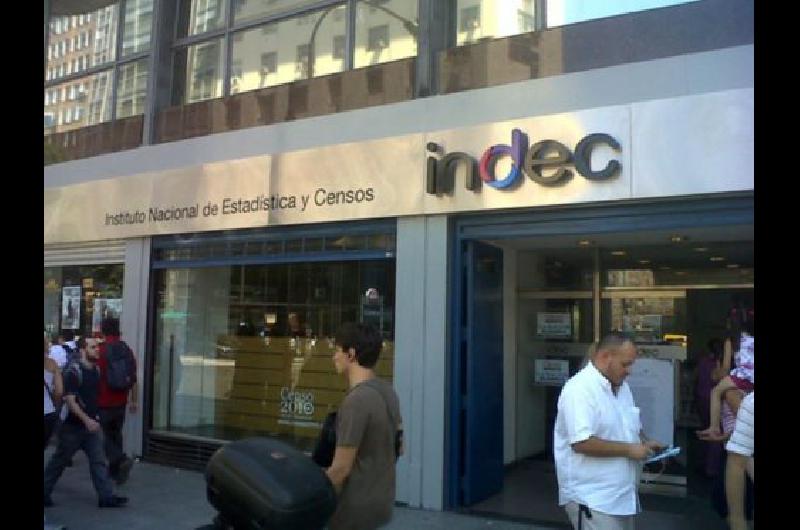 Instituto Nacional de Estadística y Censos
indec
Censo
2010